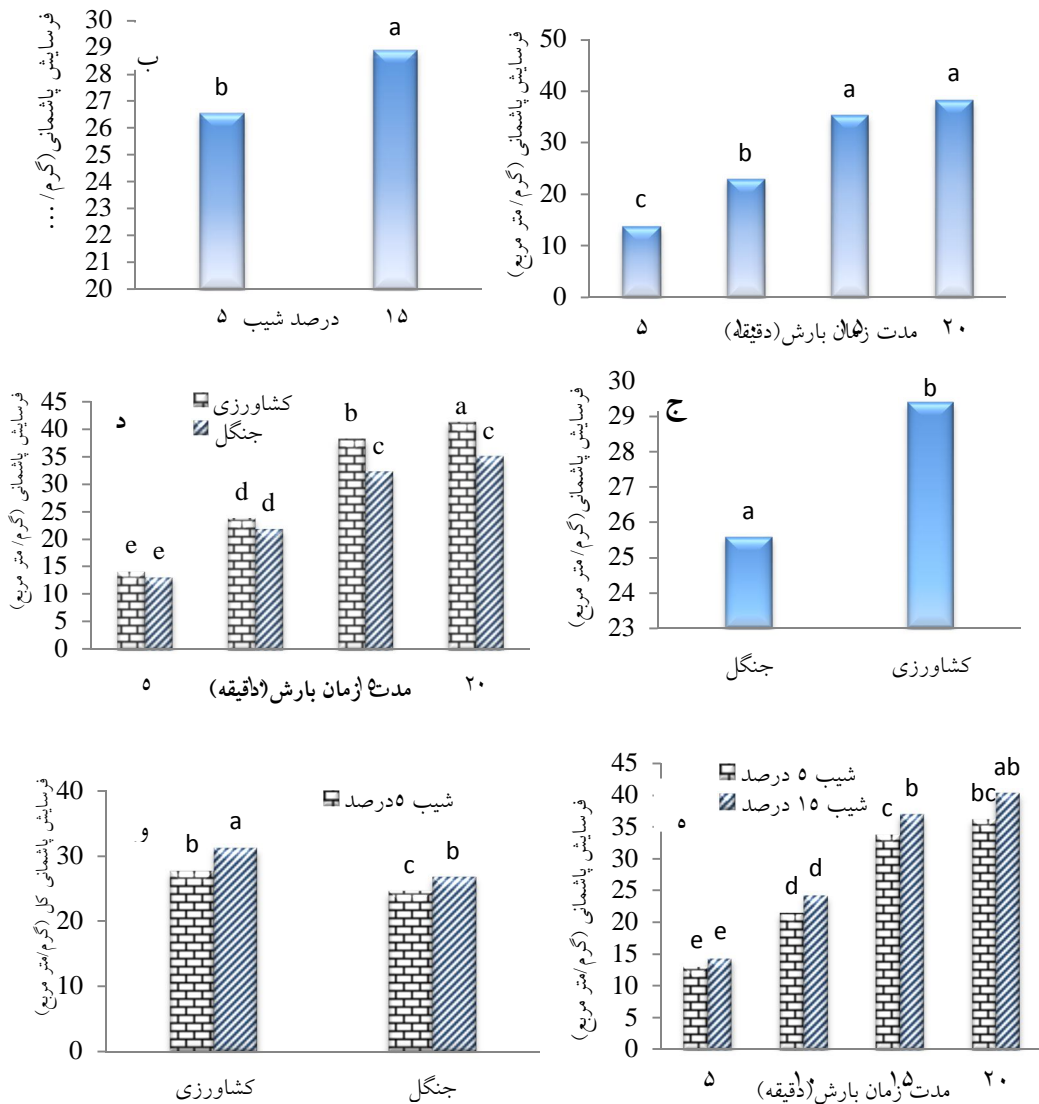 فرسایش پاشمانی (گرم/متر مربع)
50
40
30
20
10
0
c
b
a
a
۵
۱۰
۱۵
۲۰
مدت زمان بارش(دقیقه)
ب
فرسایش پاشمانی(گرم/...
30
29
28
27
26
25
24
23
22
21
20
b
a
۵
۱۵
درصد شیب
ج
فرسایش پاشمانی(گرم/متر مربع)
30
29
28
27
26
25
24
23
a
b
جنگل
کشاورزی
د
کشاورزی
جنگل
فرسایش پاشمانی (گرم/متر مربع)
45
40
35
30
25
20
15
10
5
0
e
e
d
d
b
c
a
c
۵
۲۰
مدت زمان بارش(دقیقه)
ه
شیب ۵ درصد
شیب ۱۵ درصد
فرسایش پاشمانی (گرم/متر مربع)
45
40
35
30
25
20
15
10
5
0
e
e
d
d
c
b
bc
ab
۵
۱۰
۱۵
۲۰
مدت زمان بارش(دقیقه)
و
شیب ۵درصد
فرسایش پاشمانی کل (گرم/متر مربع)
40
30
20
10
0
b
a
c
b
کشاورزی
جنگل